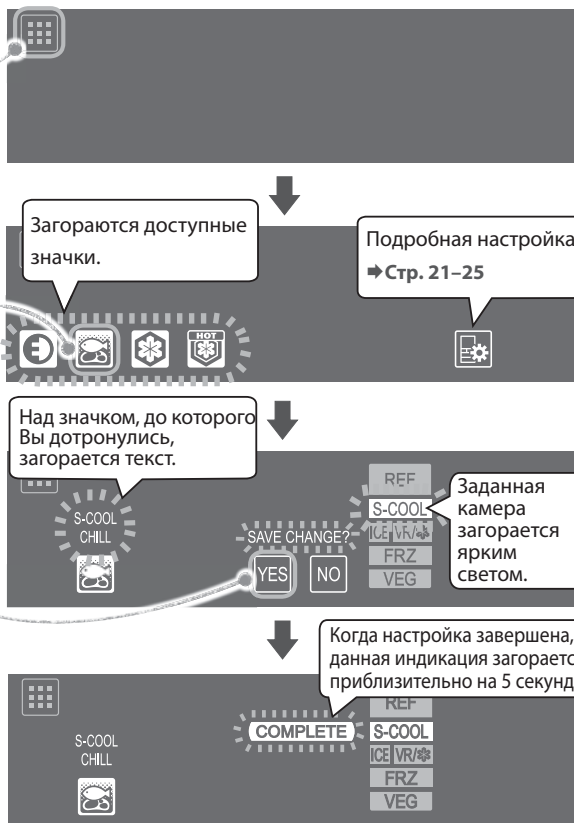 Загораются доступные
значки.
Подробная настройка
➡Стр. 21–25
HOT
Над значком, до которого
Вы дотронулись,
загорается текст.
S-COOL
CHILL
SAVE CHANGE?
YES
NO
REF
S-COOL
ICE VR/
FRZ
VEG
Заданная
камера
загорается
ярким
светом.
Когда настройка завершена,
данная индикация загораетс
приблизительно на 5 секунд
S-COOL
CHILL
COMPLETE
REF
S-COOL
ICE VR/
FRZ
VEG